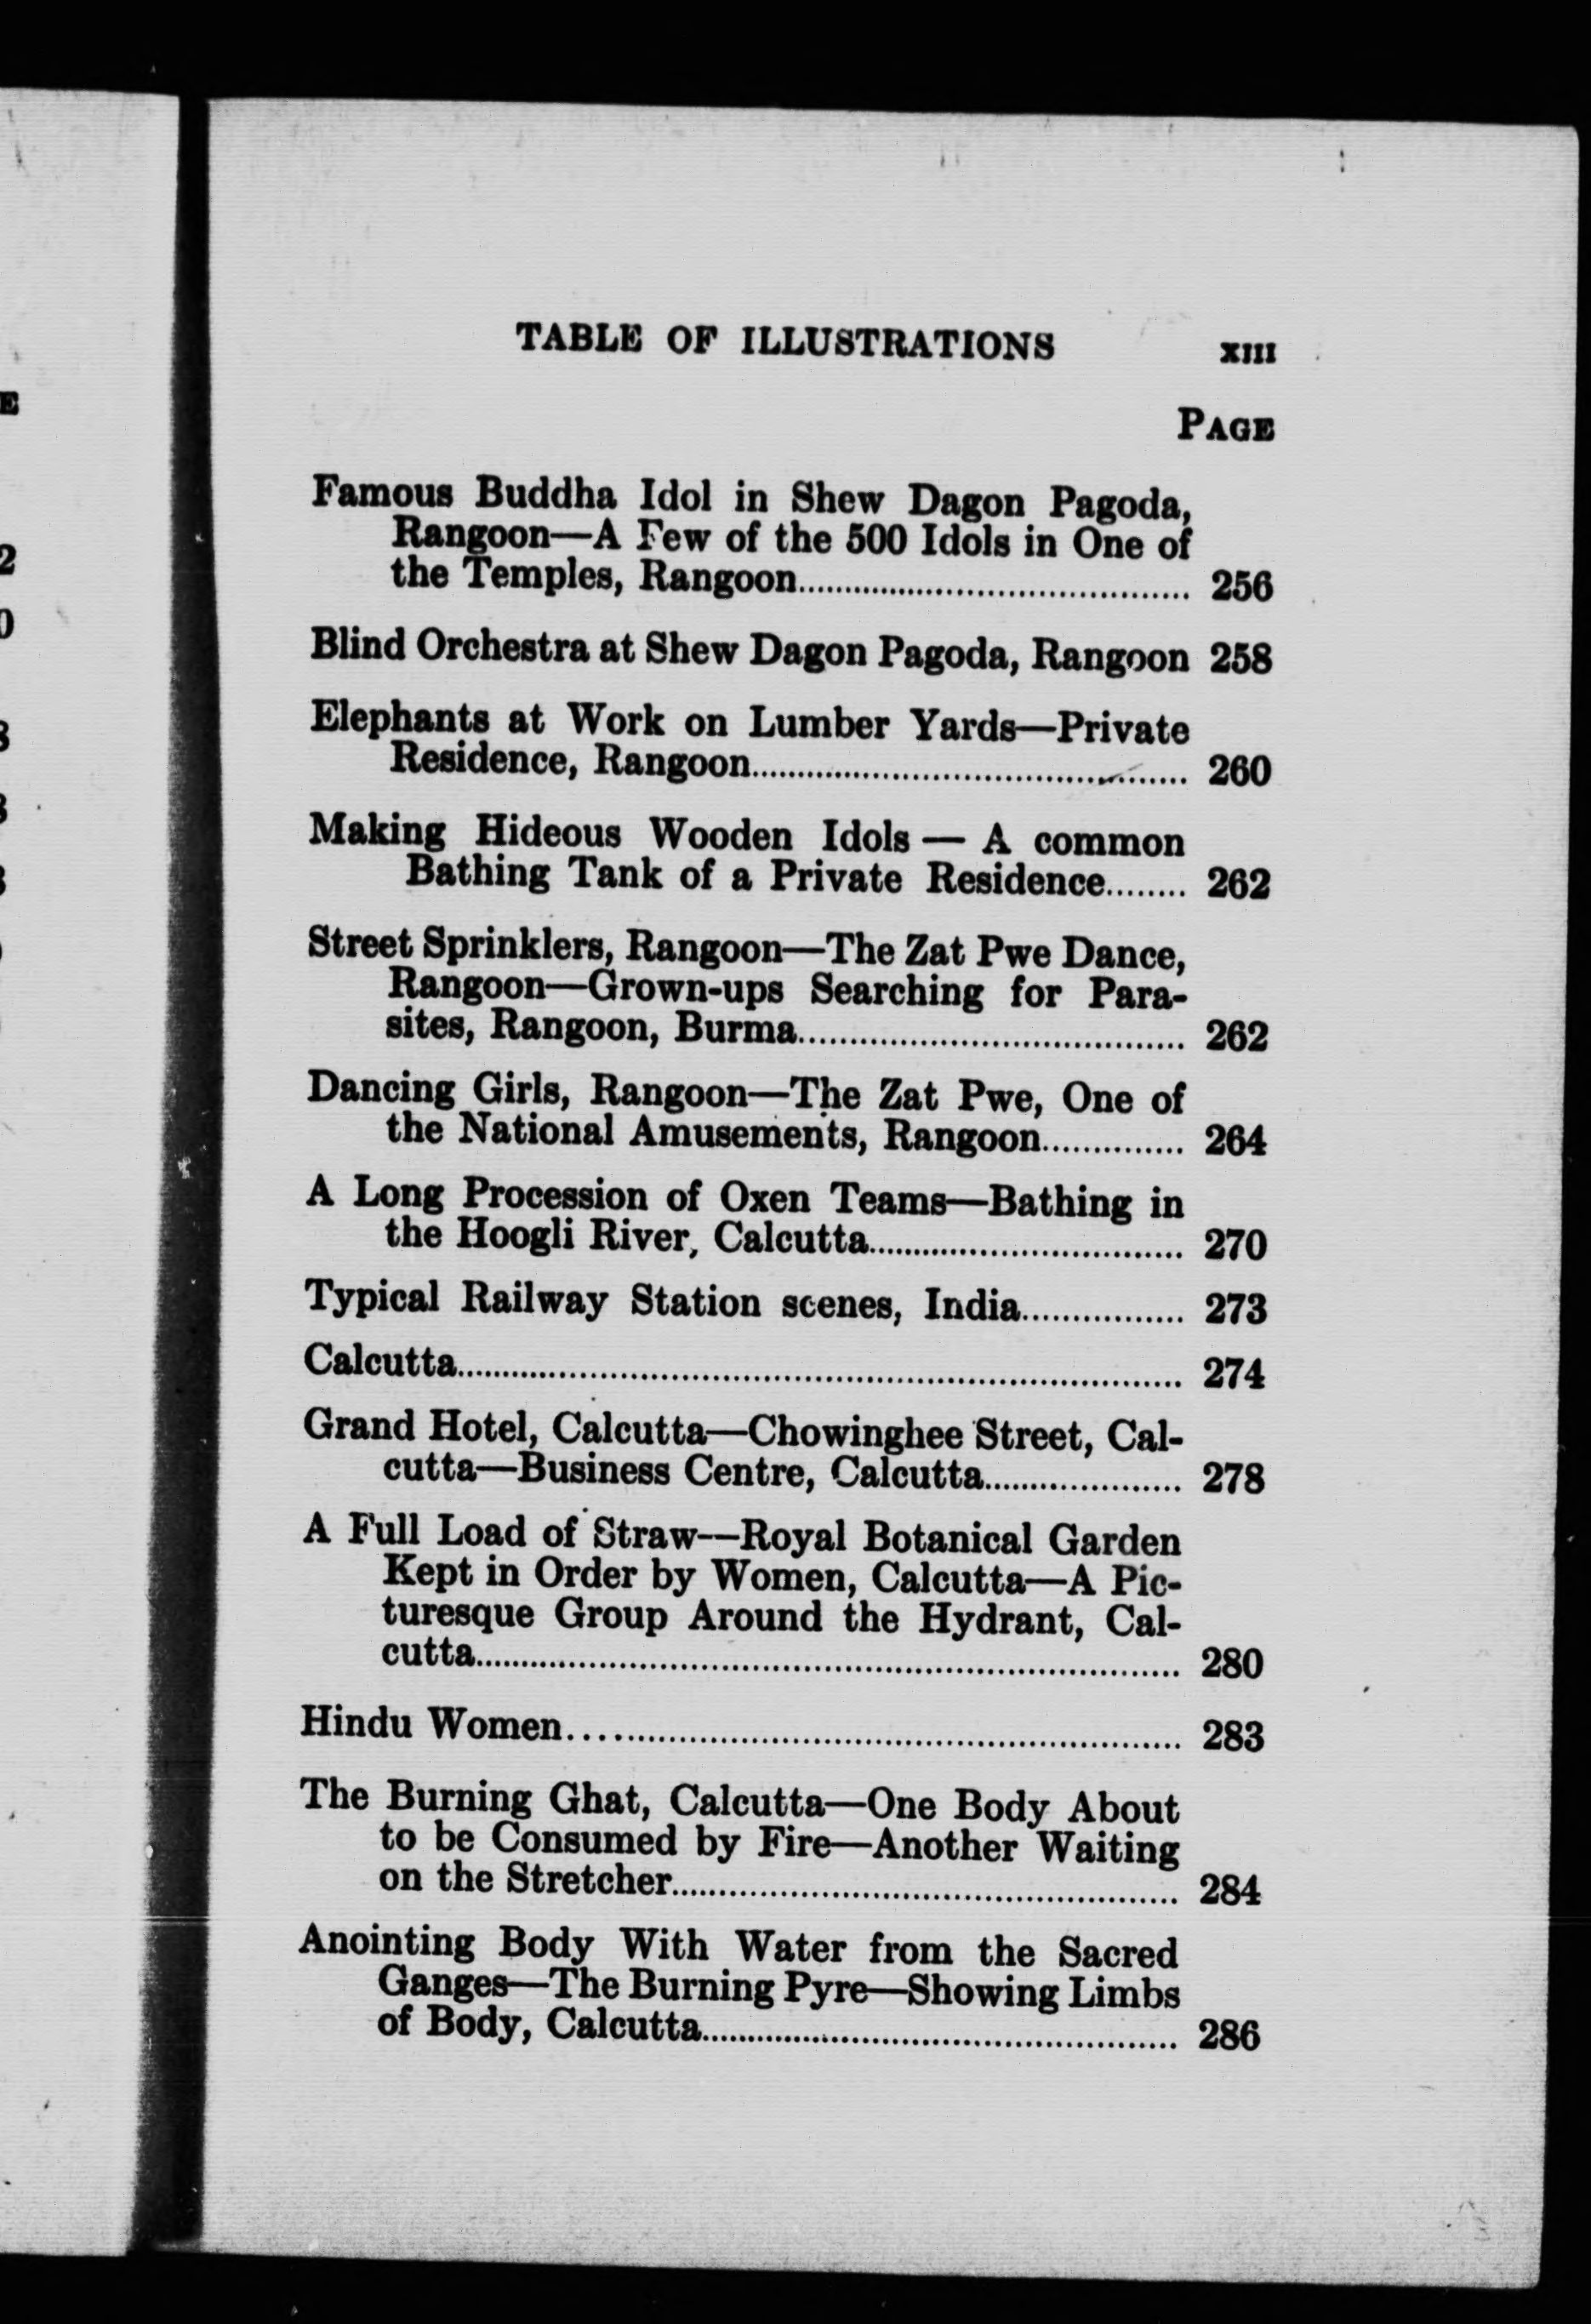 TABLE OF ILLUSTRATIONS XIII
PAGE
Famous Buddha Idol in Shew Dagon Pagoda,
Rangoon—A Few of the 500 Idols in One of
the Temples, Rangoon........................................ 256
Blind Orchestra at Shew Dagon Pagoda, Rangoon 258
Elephants at Work on Lumber Yards—Private
Residence, Rangoon............................................ 260
Making Hideous Wooden Idols — A common
Bathing Tank of a Private Residence........ 262
Street Sprinklers, Rangoon—The Zat Pwe Dance,
Rangoon—Grown-ups Searching for Para-
sites, Rangoon, Burma........................................ 262
Dancing Girls, Rangoon—The Zat Pwe, One of
the National Amusements, Rangoon.............. 264
A Long Procession of Oxen Teams—Bathing in
the Hoogli River, Calcutta................................ 270
Typical Railway Station scenes, India................ 273
Calcutta.......................................................................... 274
Grand Hotel, Calcutta—Chowinghee Street, Cal-
cutta—Business Centre, Calcutta.................... 278
A Full Load of Straw—Royal Botanical Garden
Kept in Order by Women, Calcutta—A Pic-
turesque Group Around the Hydrant, Cal-
cutta........................................................................ 280
Hindu Women.............................................................. 283
The Burning Ghat, Calcutta—One Body About
to be Consumed by Fire—Another Waiting
on the Stretcher.................................................... 284
Anointing Body With Water from the Sacred
Ganges—The Burning Pyre—Showing Limbs
of Body, Calcutta................................................ 286